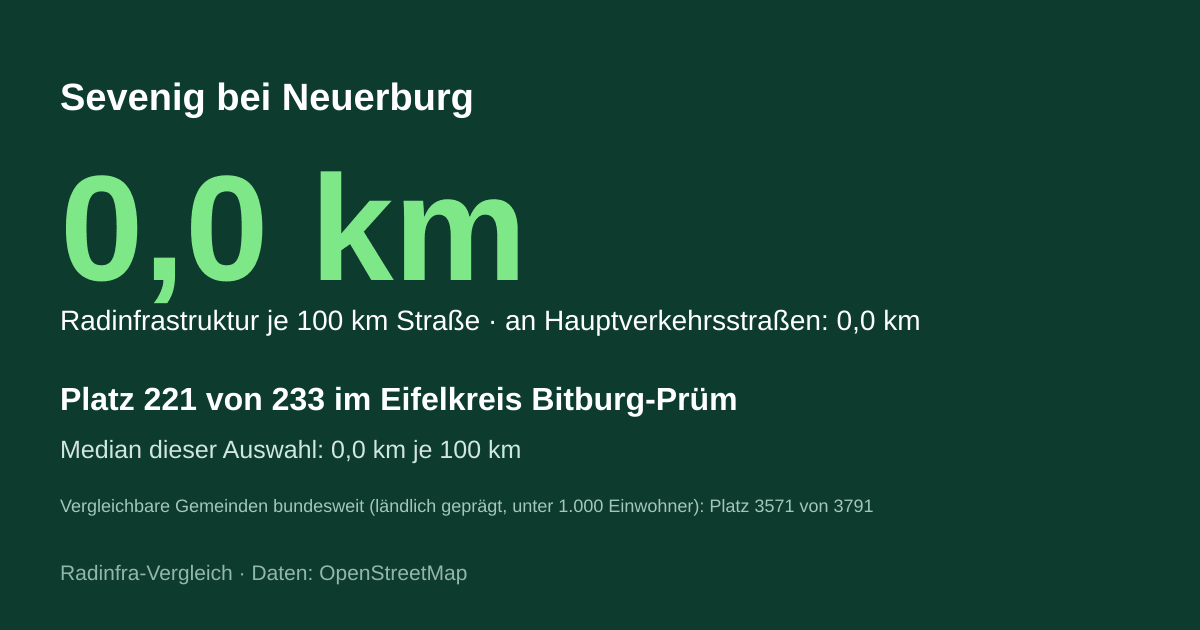 Sevenig bei Neuerburg
0,0 km
Radinfrastruktur je 100 km Straße · an Hauptverkehrsstraßen: 0,0 km
Platz 221 von 233 im Eifelkreis Bitburg-Prüm
Median dieser Auswahl: 0,0 km je 100 km
Vergleichbare Gemeinden bundesweit (ländlich geprägt, unter 1.000 Einwohner): Platz 3571 von 3791
Radinfra-Vergleich · Daten: OpenStreetMap